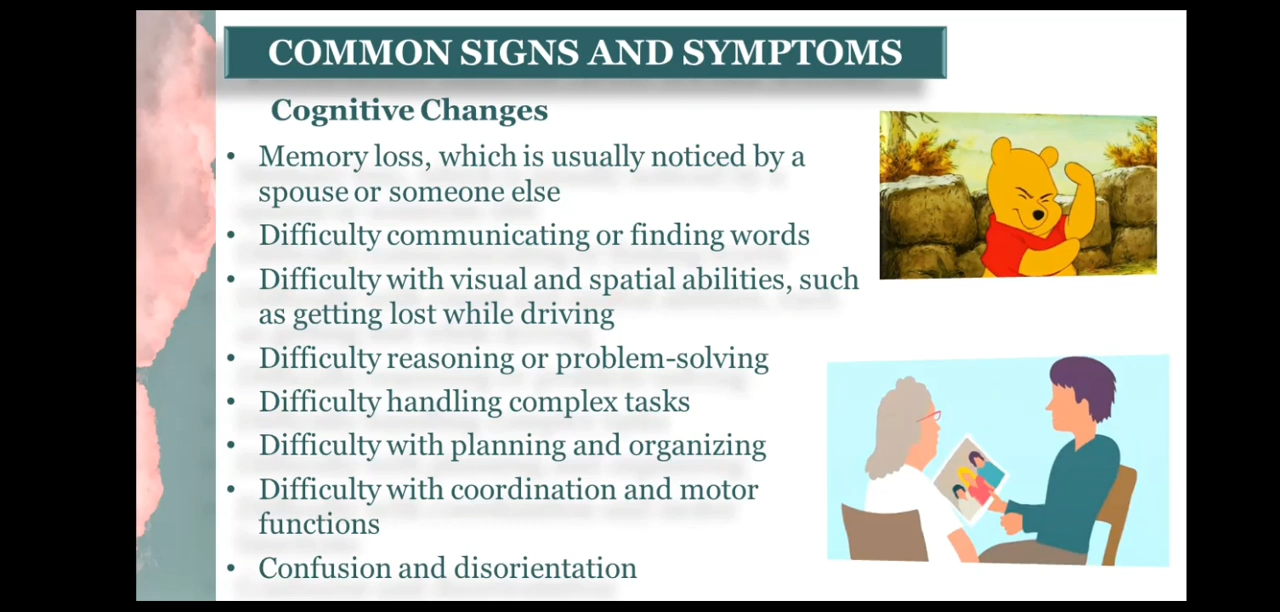 COMMON SIGNS AND SYMPTOMS
Cognitive Changes
• Memory loss, which is usually noticed by a
spouse or someone else
• Difficulty communicating or finding words
• Difficulty with visual and spatial abilities, such
as getting lost while driving
• Difficulty reasoning or problem-solving
• Difficulty handling complex tasks
• Difficulty with planning and organizing
• Difficulty with coordination and motor
functions
• Confusion and disorientation